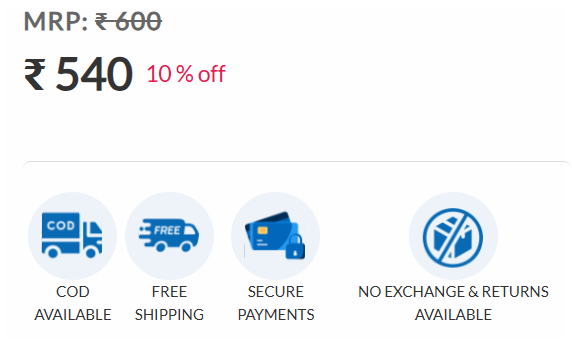 MRP: ₹ 600
₹ 540 10 % off
COD
FREE
COD
AVAILABLE
FREE
SHIPPING
SECURE
PAYMENTS
NO EXCHANGE & RETURNS
AVAILABLE